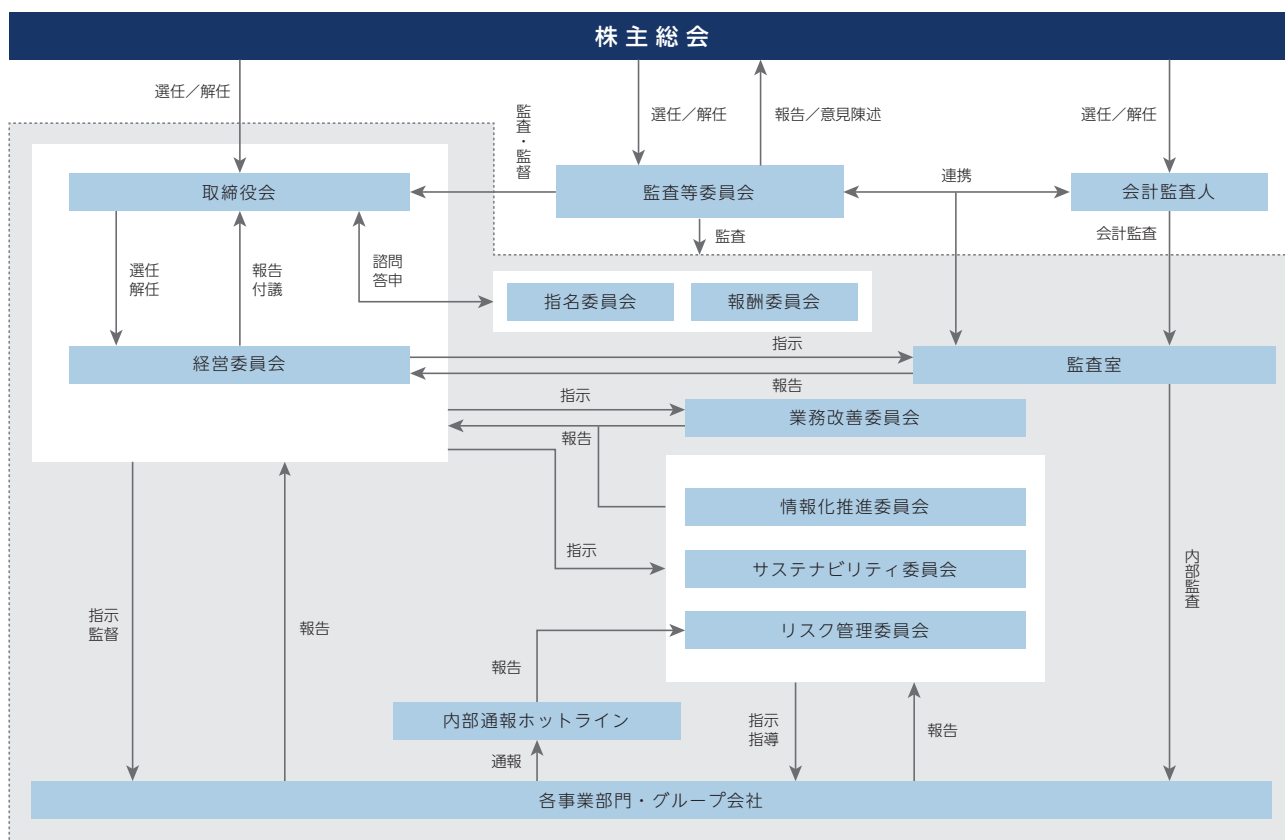 株主総会
選任／解任
監査・監督
選任／解任
報告／意見陳述
選任／解任
取締役会
監査等委員会
連携
会計監査人
監査
会計監査
選任
解任
報告
付議
諮問
答申
指名委員会
報酬委員会
経営委員会
指示
監査室
報告
指示
業務改善委員会
報告
情報化推進委員会
指示
サステナビリティ委員会
内部監査
指示
監督
報告
リスク管理委員会
報告
内部通報ホットライン
指示
指導
報告
通報
各事業部門・グループ会社